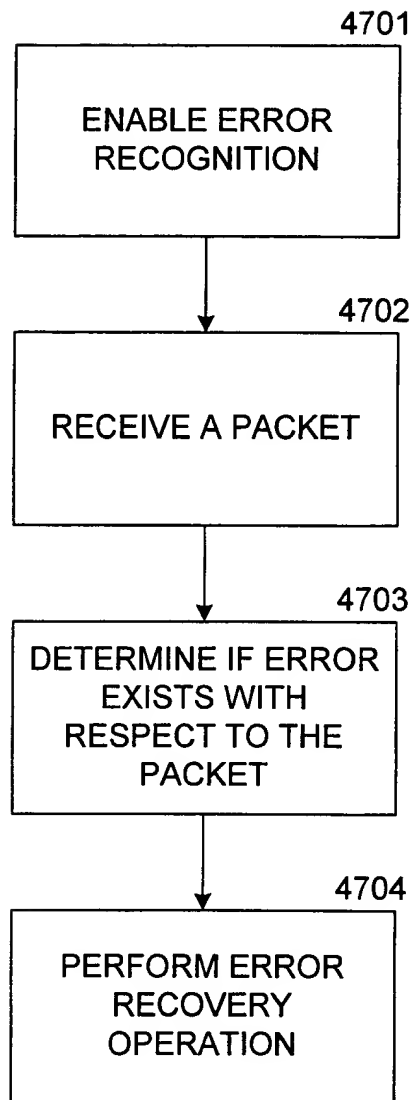 4701
ENABLE ERROR
RECOGNITION
4702
RECEIVE A PACKET
4703
DETERMINE IF ERROR
EXISTS WITH
RESPECT TO THE
PACKET
4704
PERFORM ERROR
RECOVERY
OPERATION